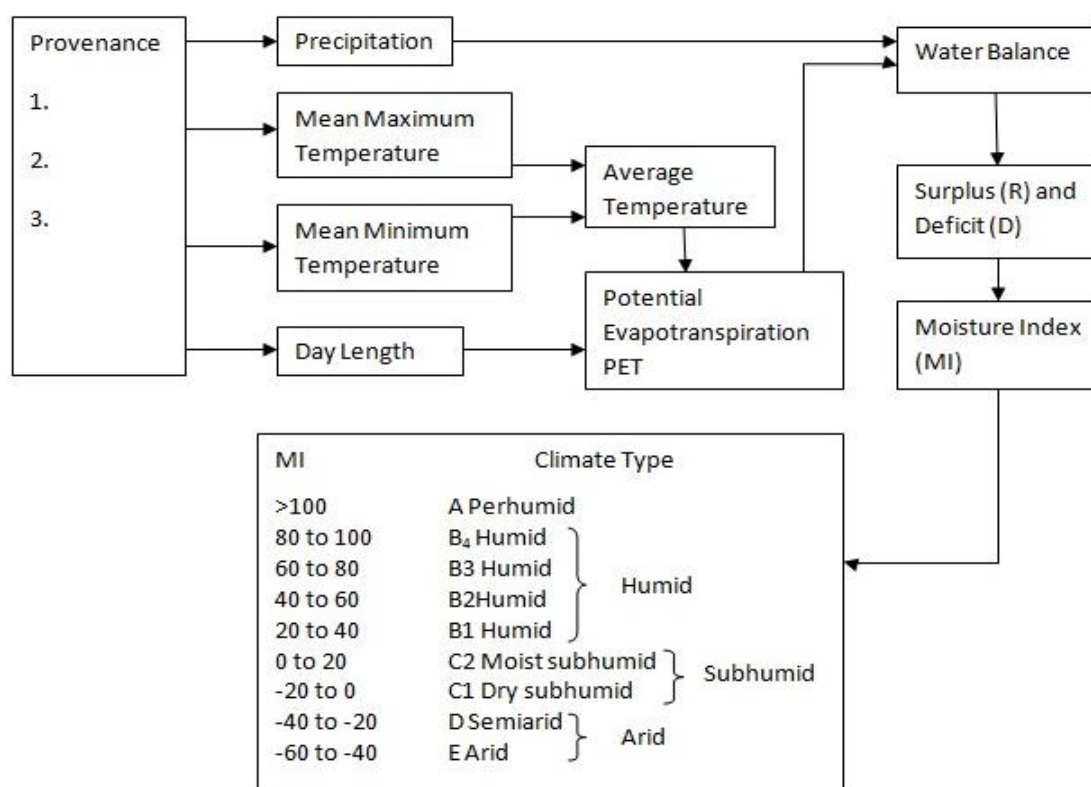 Provenance
1.
2.
3.
Precipitation
Mean Maximum
Temperature
Mean Minimum
Temperature
Day Length
Average
Temperature
Potential
Evapotranspiration
PET
Water Balance
Surplus (R) and
Deficit (D)
Moisture Index
(MI)
MI Climate Type
>100 A Perhumid
80 to 100 B₄ Humid
60 to 80 B3 Humid
40 to 60 B2Humid
20 to 40 B1 Humid
Humid
0 to 20 C2 Moist subhumid
-20 to 0 C1 Dry subhumid
Subhumid
-40 to -20 D Semiarid
-60 to -40 E Arid
Arid